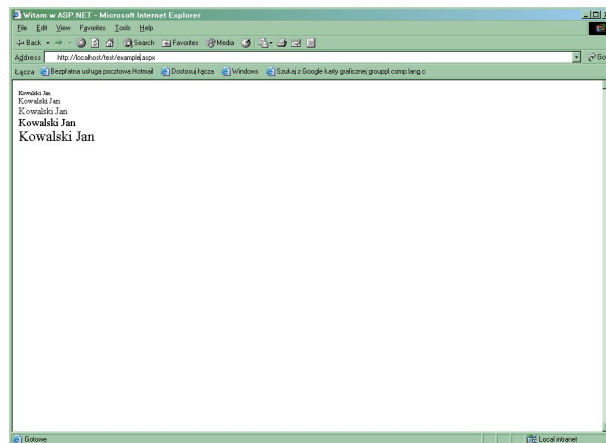 Witam w ASP.NET - Microsoft Internet Explorer
File Edit View Favorites Tools Help
Back Search Favorites Media
Address http://localhost/test/example.aspx Go
Łącza Bezpłatna usługa pocztowa Hotmail Dostosuj łącza Windows Szukaj z Google karty graficznej grouppl.comp.lang.c
Kowalski Jan
Kowalski Jan
Kowalski Jan
Kowalski Jan
Kowalski Jan
Gotowe Local intranet